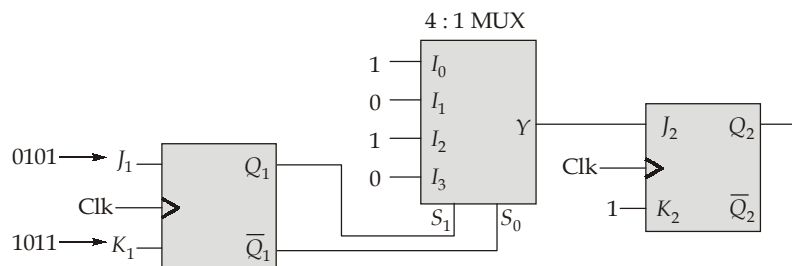 4 : 1 MUX
1 I₀
0 I₁
1 I₂
0 I₃
Y
S₁ S₀
0101 J₁ Q₁
Clk
1011 K₁ Q̅₁
J₂ Q₂
Clk
1 K₂ Q̅₂